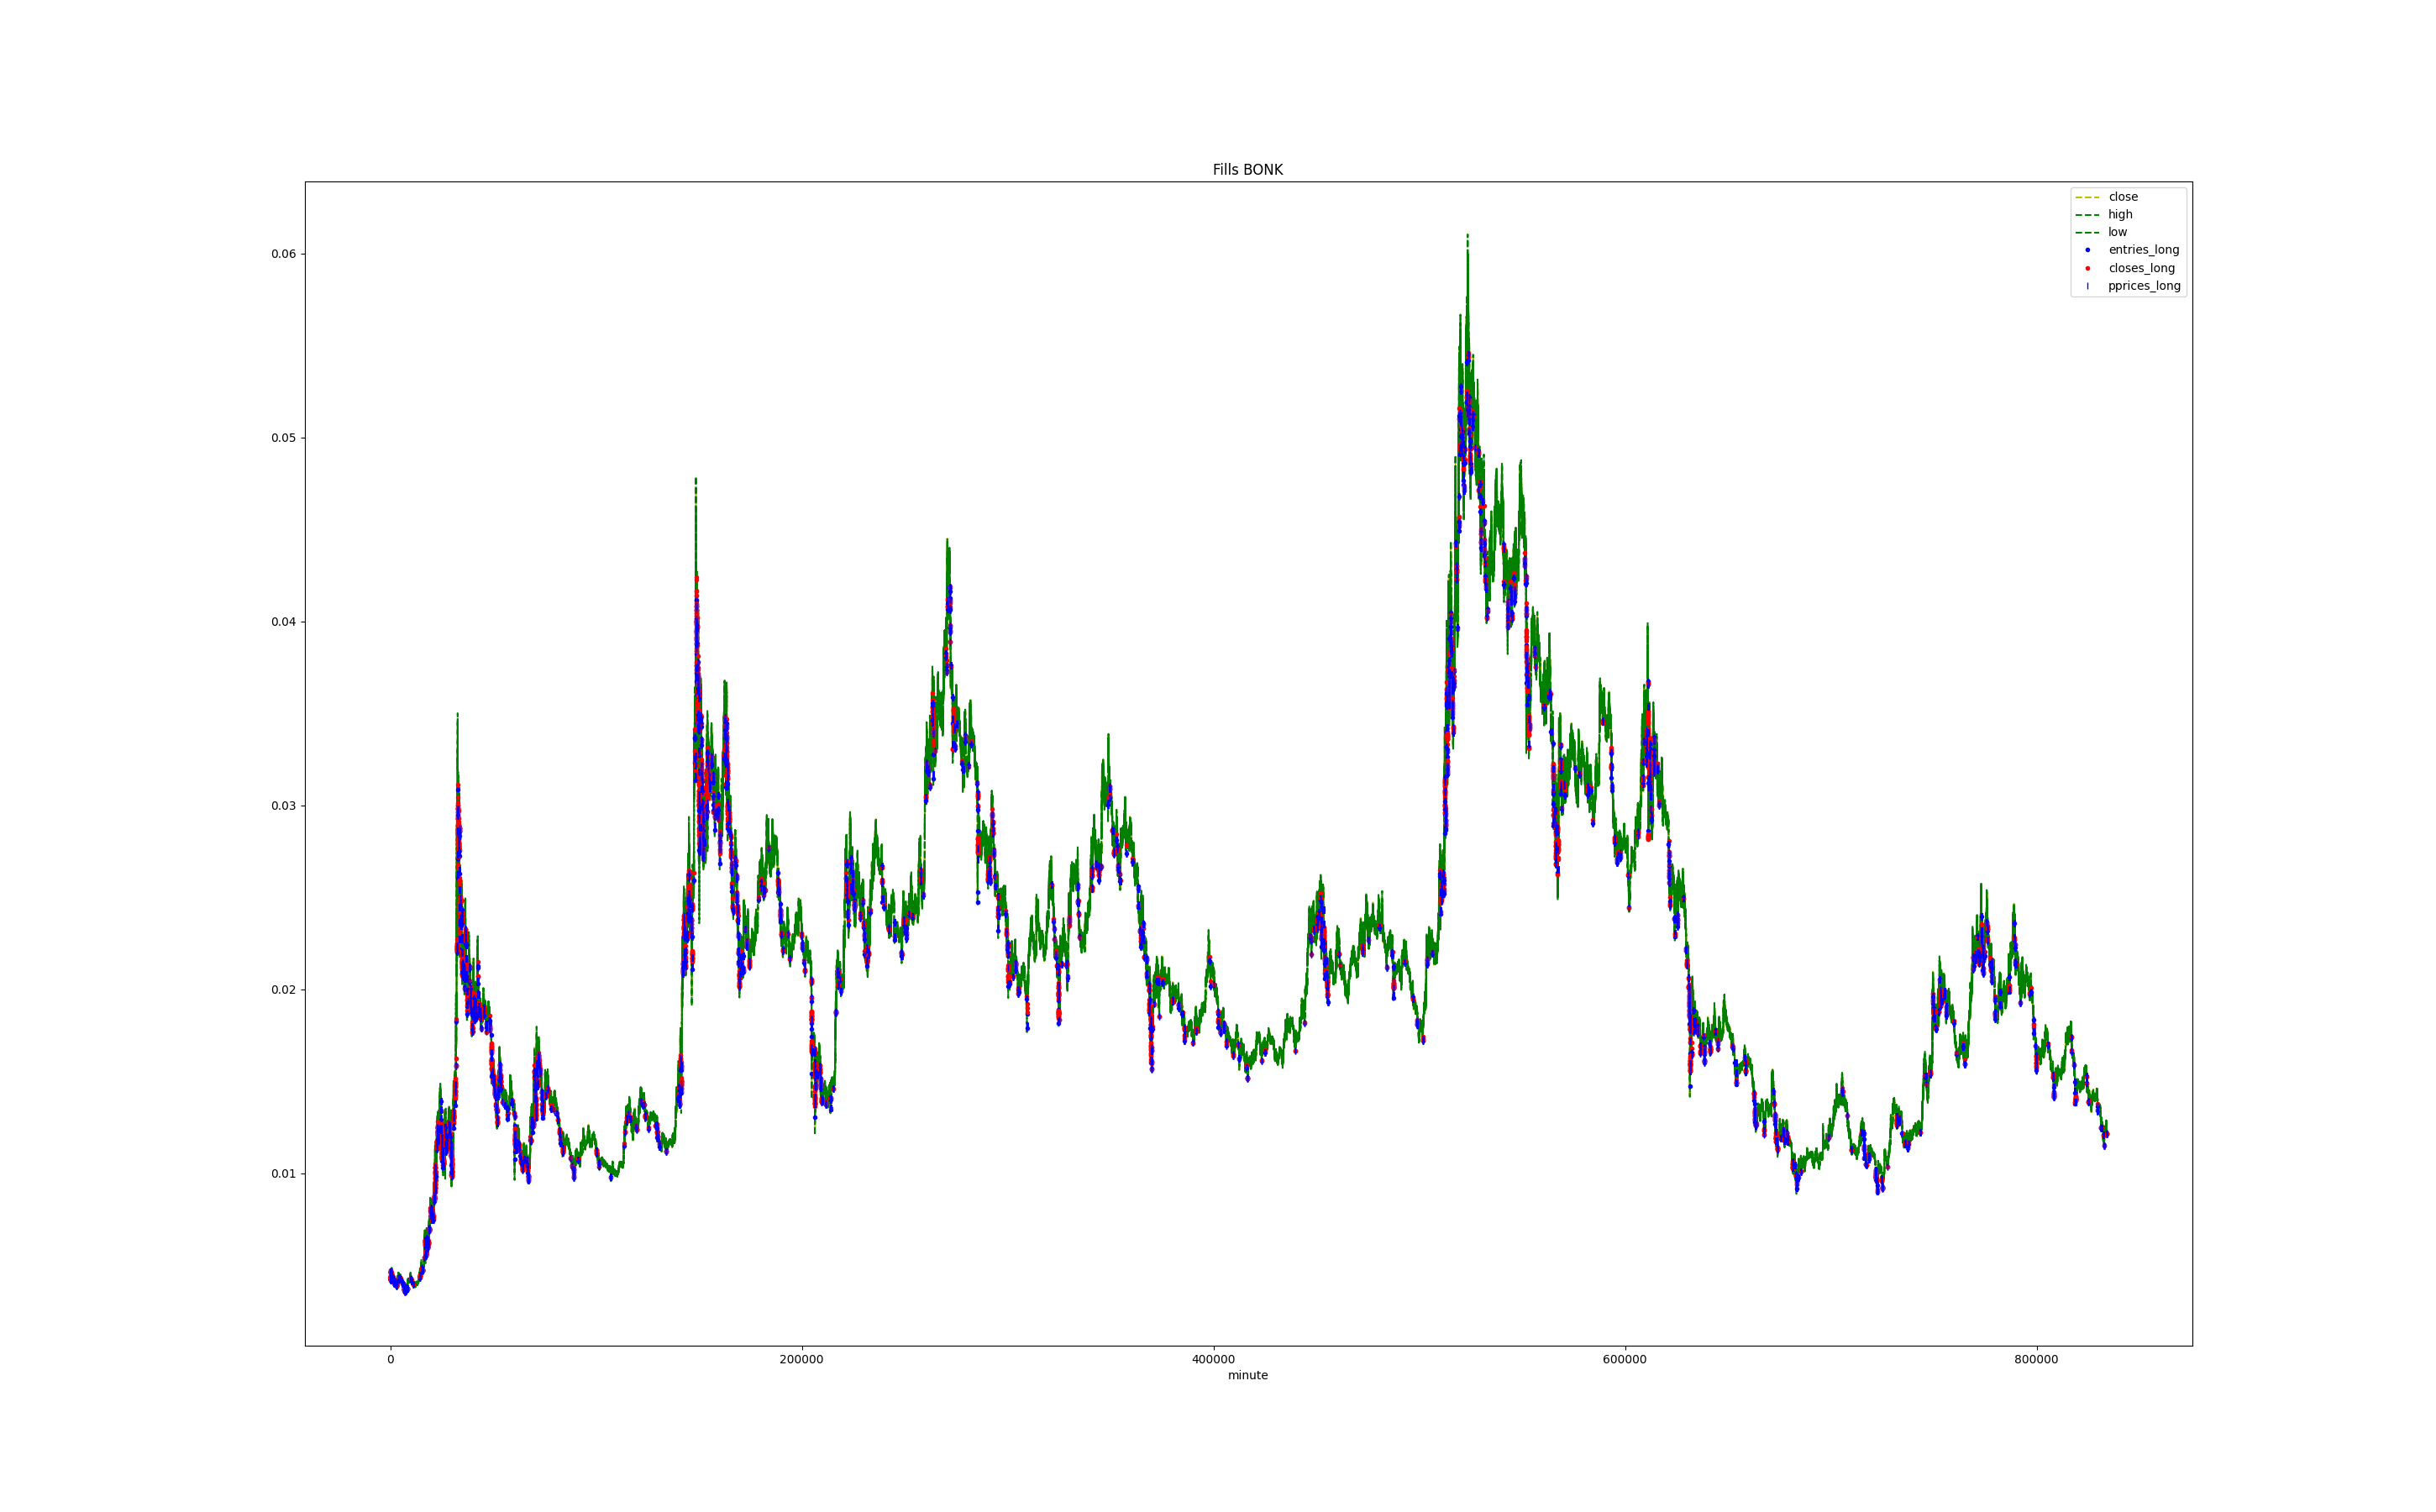 Fills BONK
close
high
low
entries_long
closes_long
pprices_long
0.06
0.05
0.04
0.03
0.02
0.01
0 200000 400000 600000 800000
minute